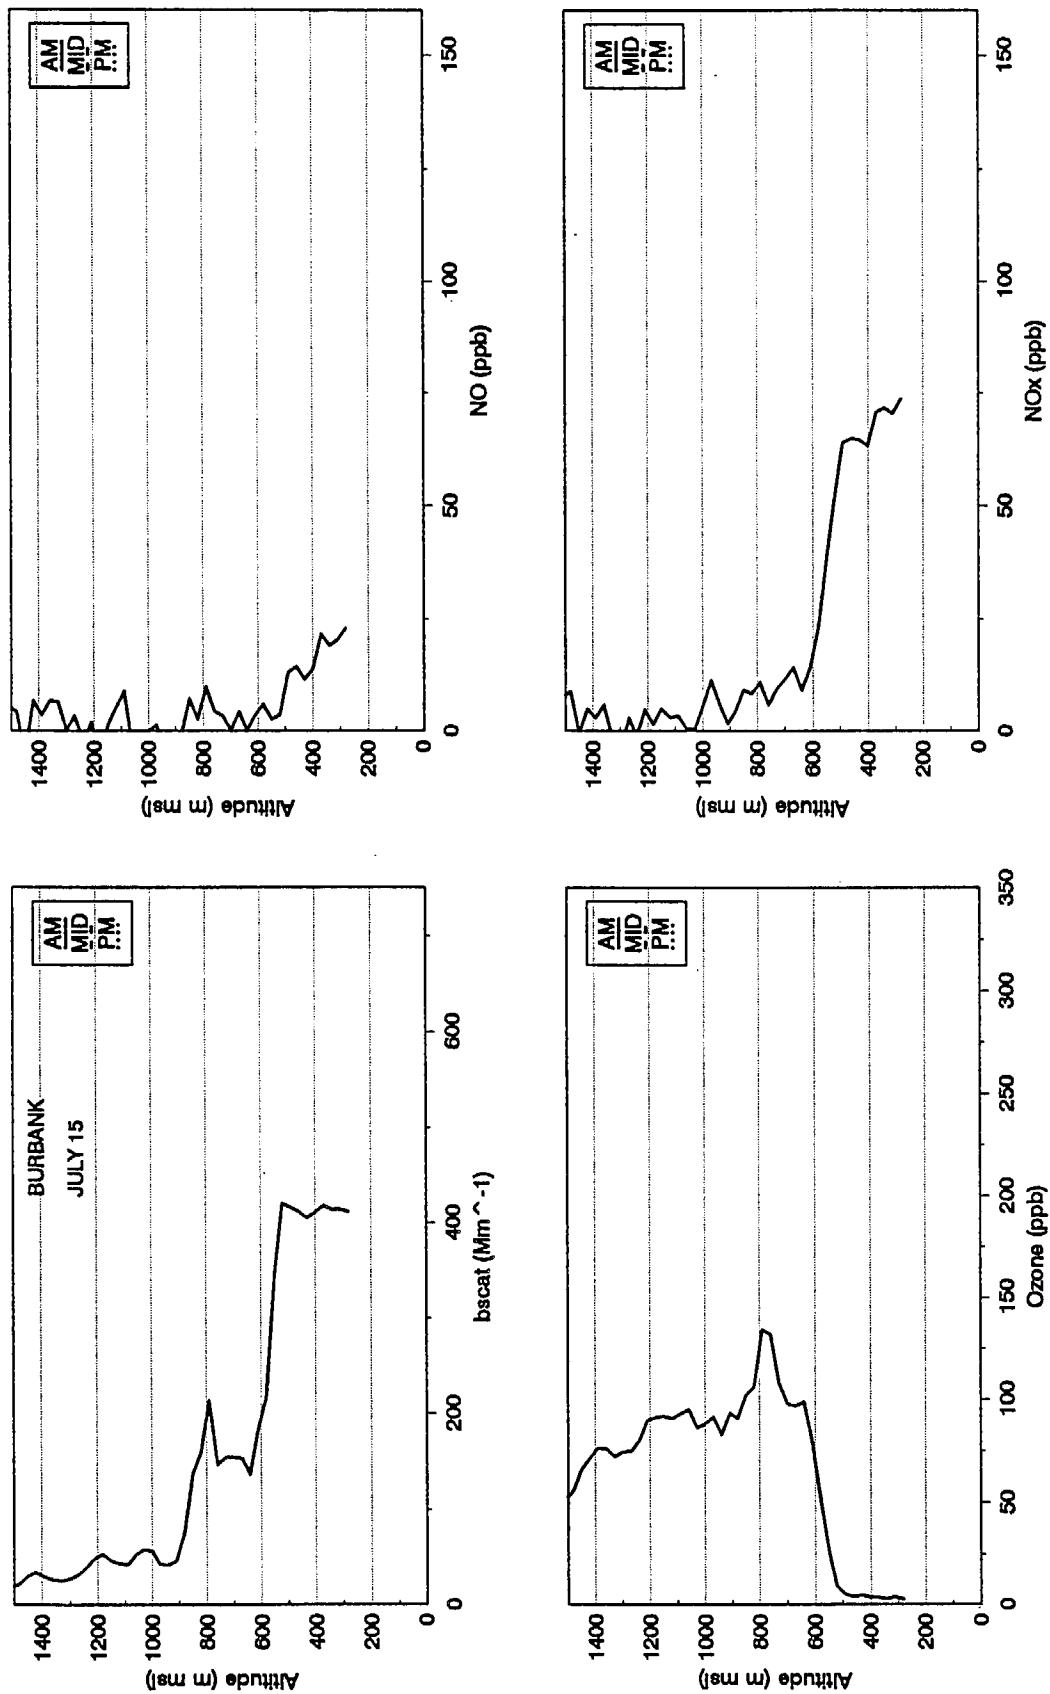 BURBANK
JULY 15
AM
MID
PM
1400
1200
1000
800
600
400
200
0
Altitude (m msl)
0
200
400
600
bscat (Mm^-1)
AM
MID
PM
1400
1200
1000
800
600
400
200
0
Altitude (m msl)
0
50
100
150
NO (ppb)
AM
MID
PM
1400
1200
1000
800
600
400
200
0
Altitude (m msl)
0
50
100
150
200
250
300
350
Ozone (ppb)
AM
MID
PM
1400
1200
1000
800
600
400
200
0
Altitude (m msl)
0
50
100
150
NOx (ppb)